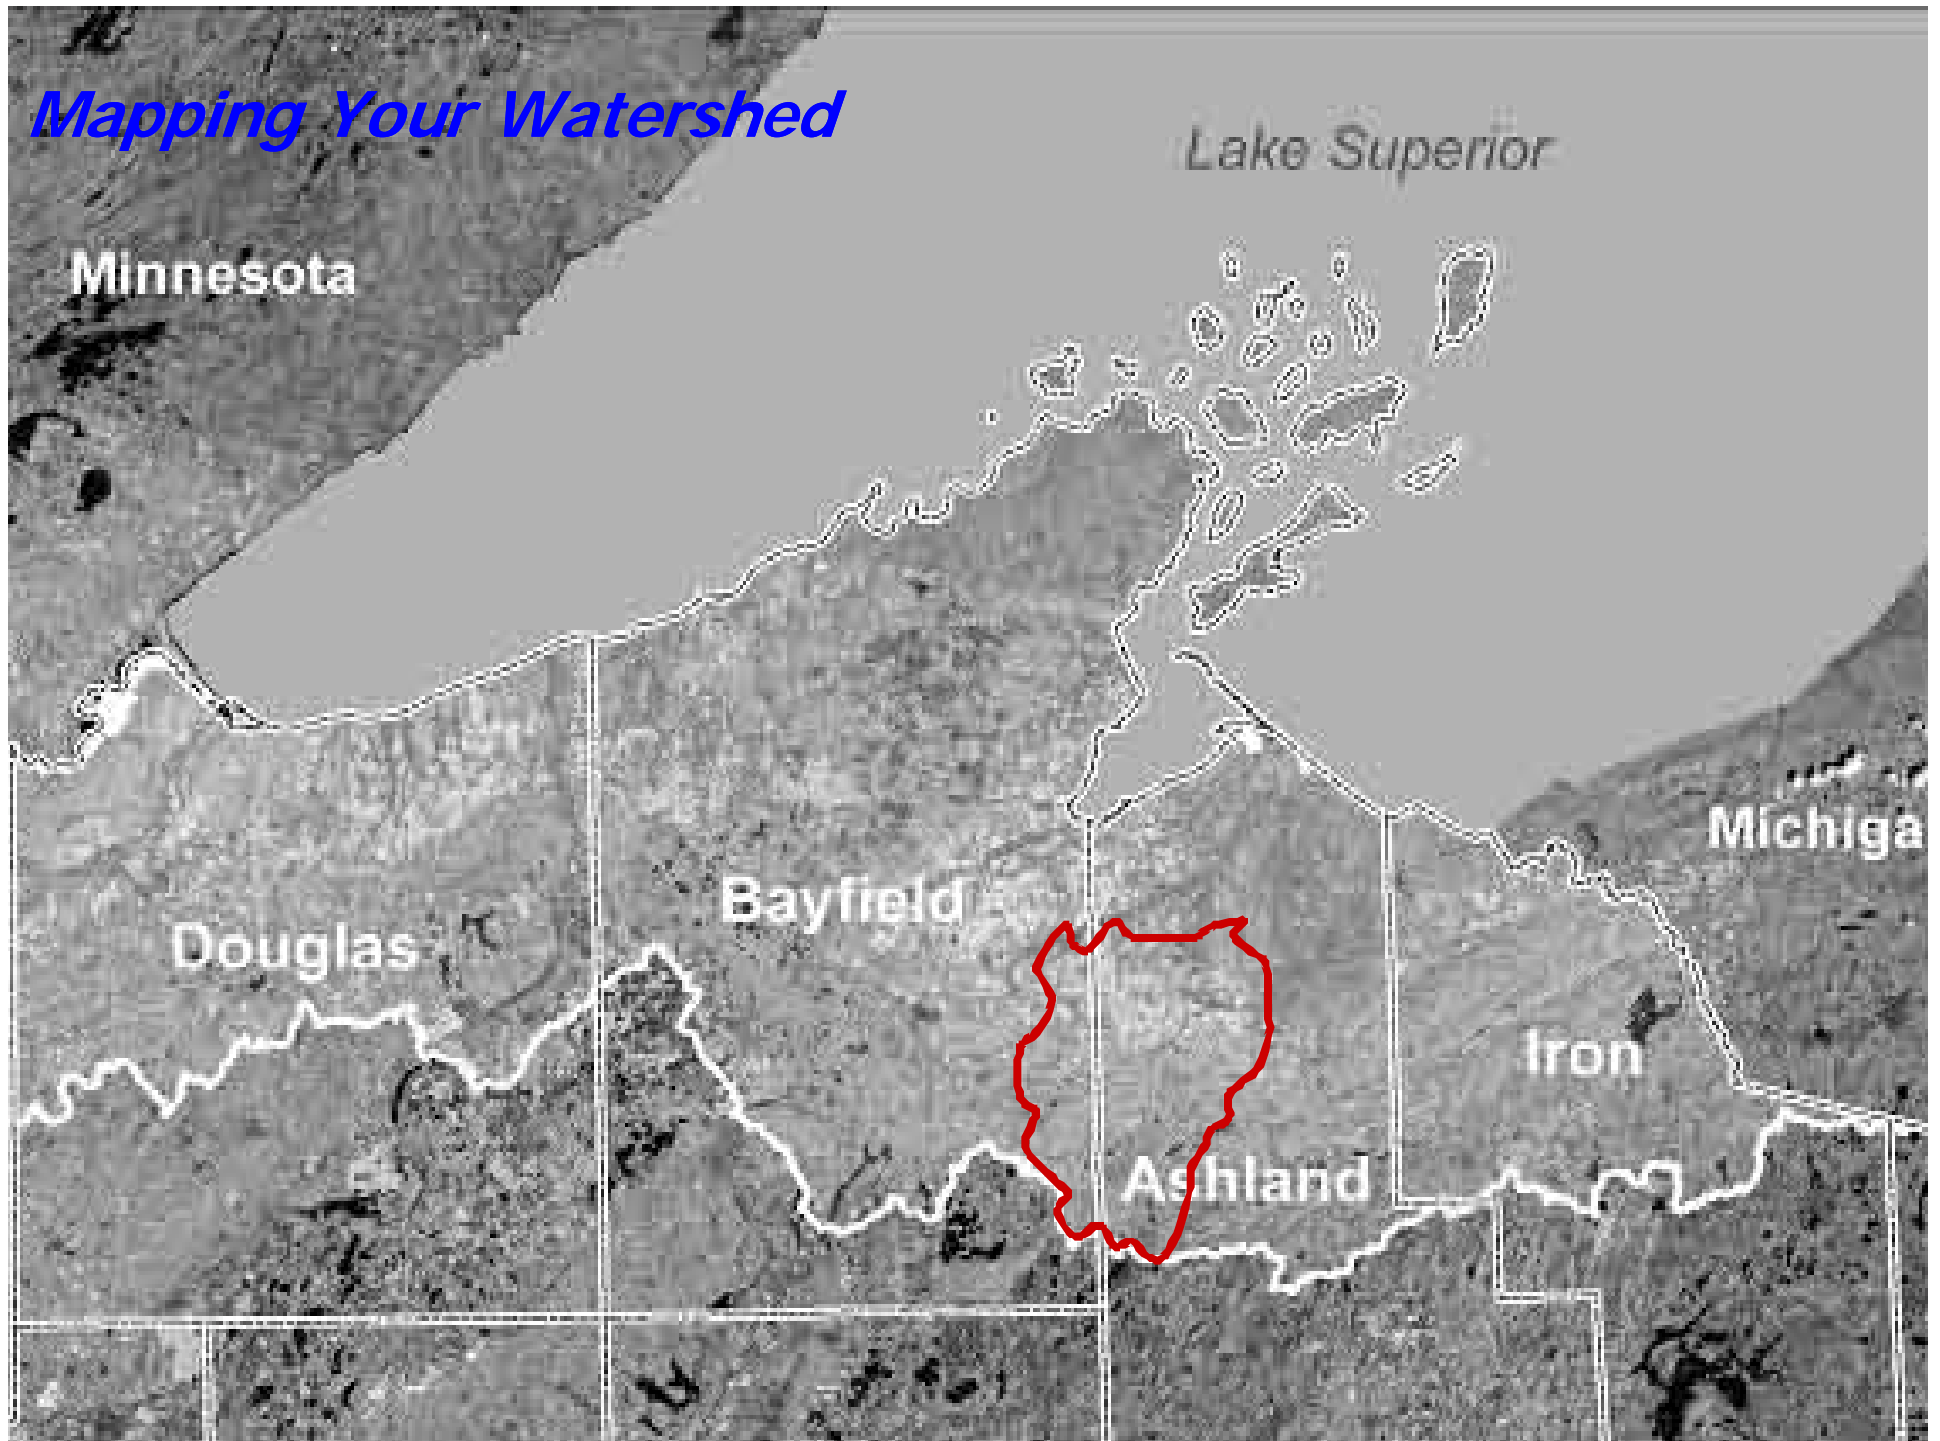 Mapping Your Watershed
Lake Superior
Minnesota
Michiga
Bayfield
Douglas
Iron
Ashland